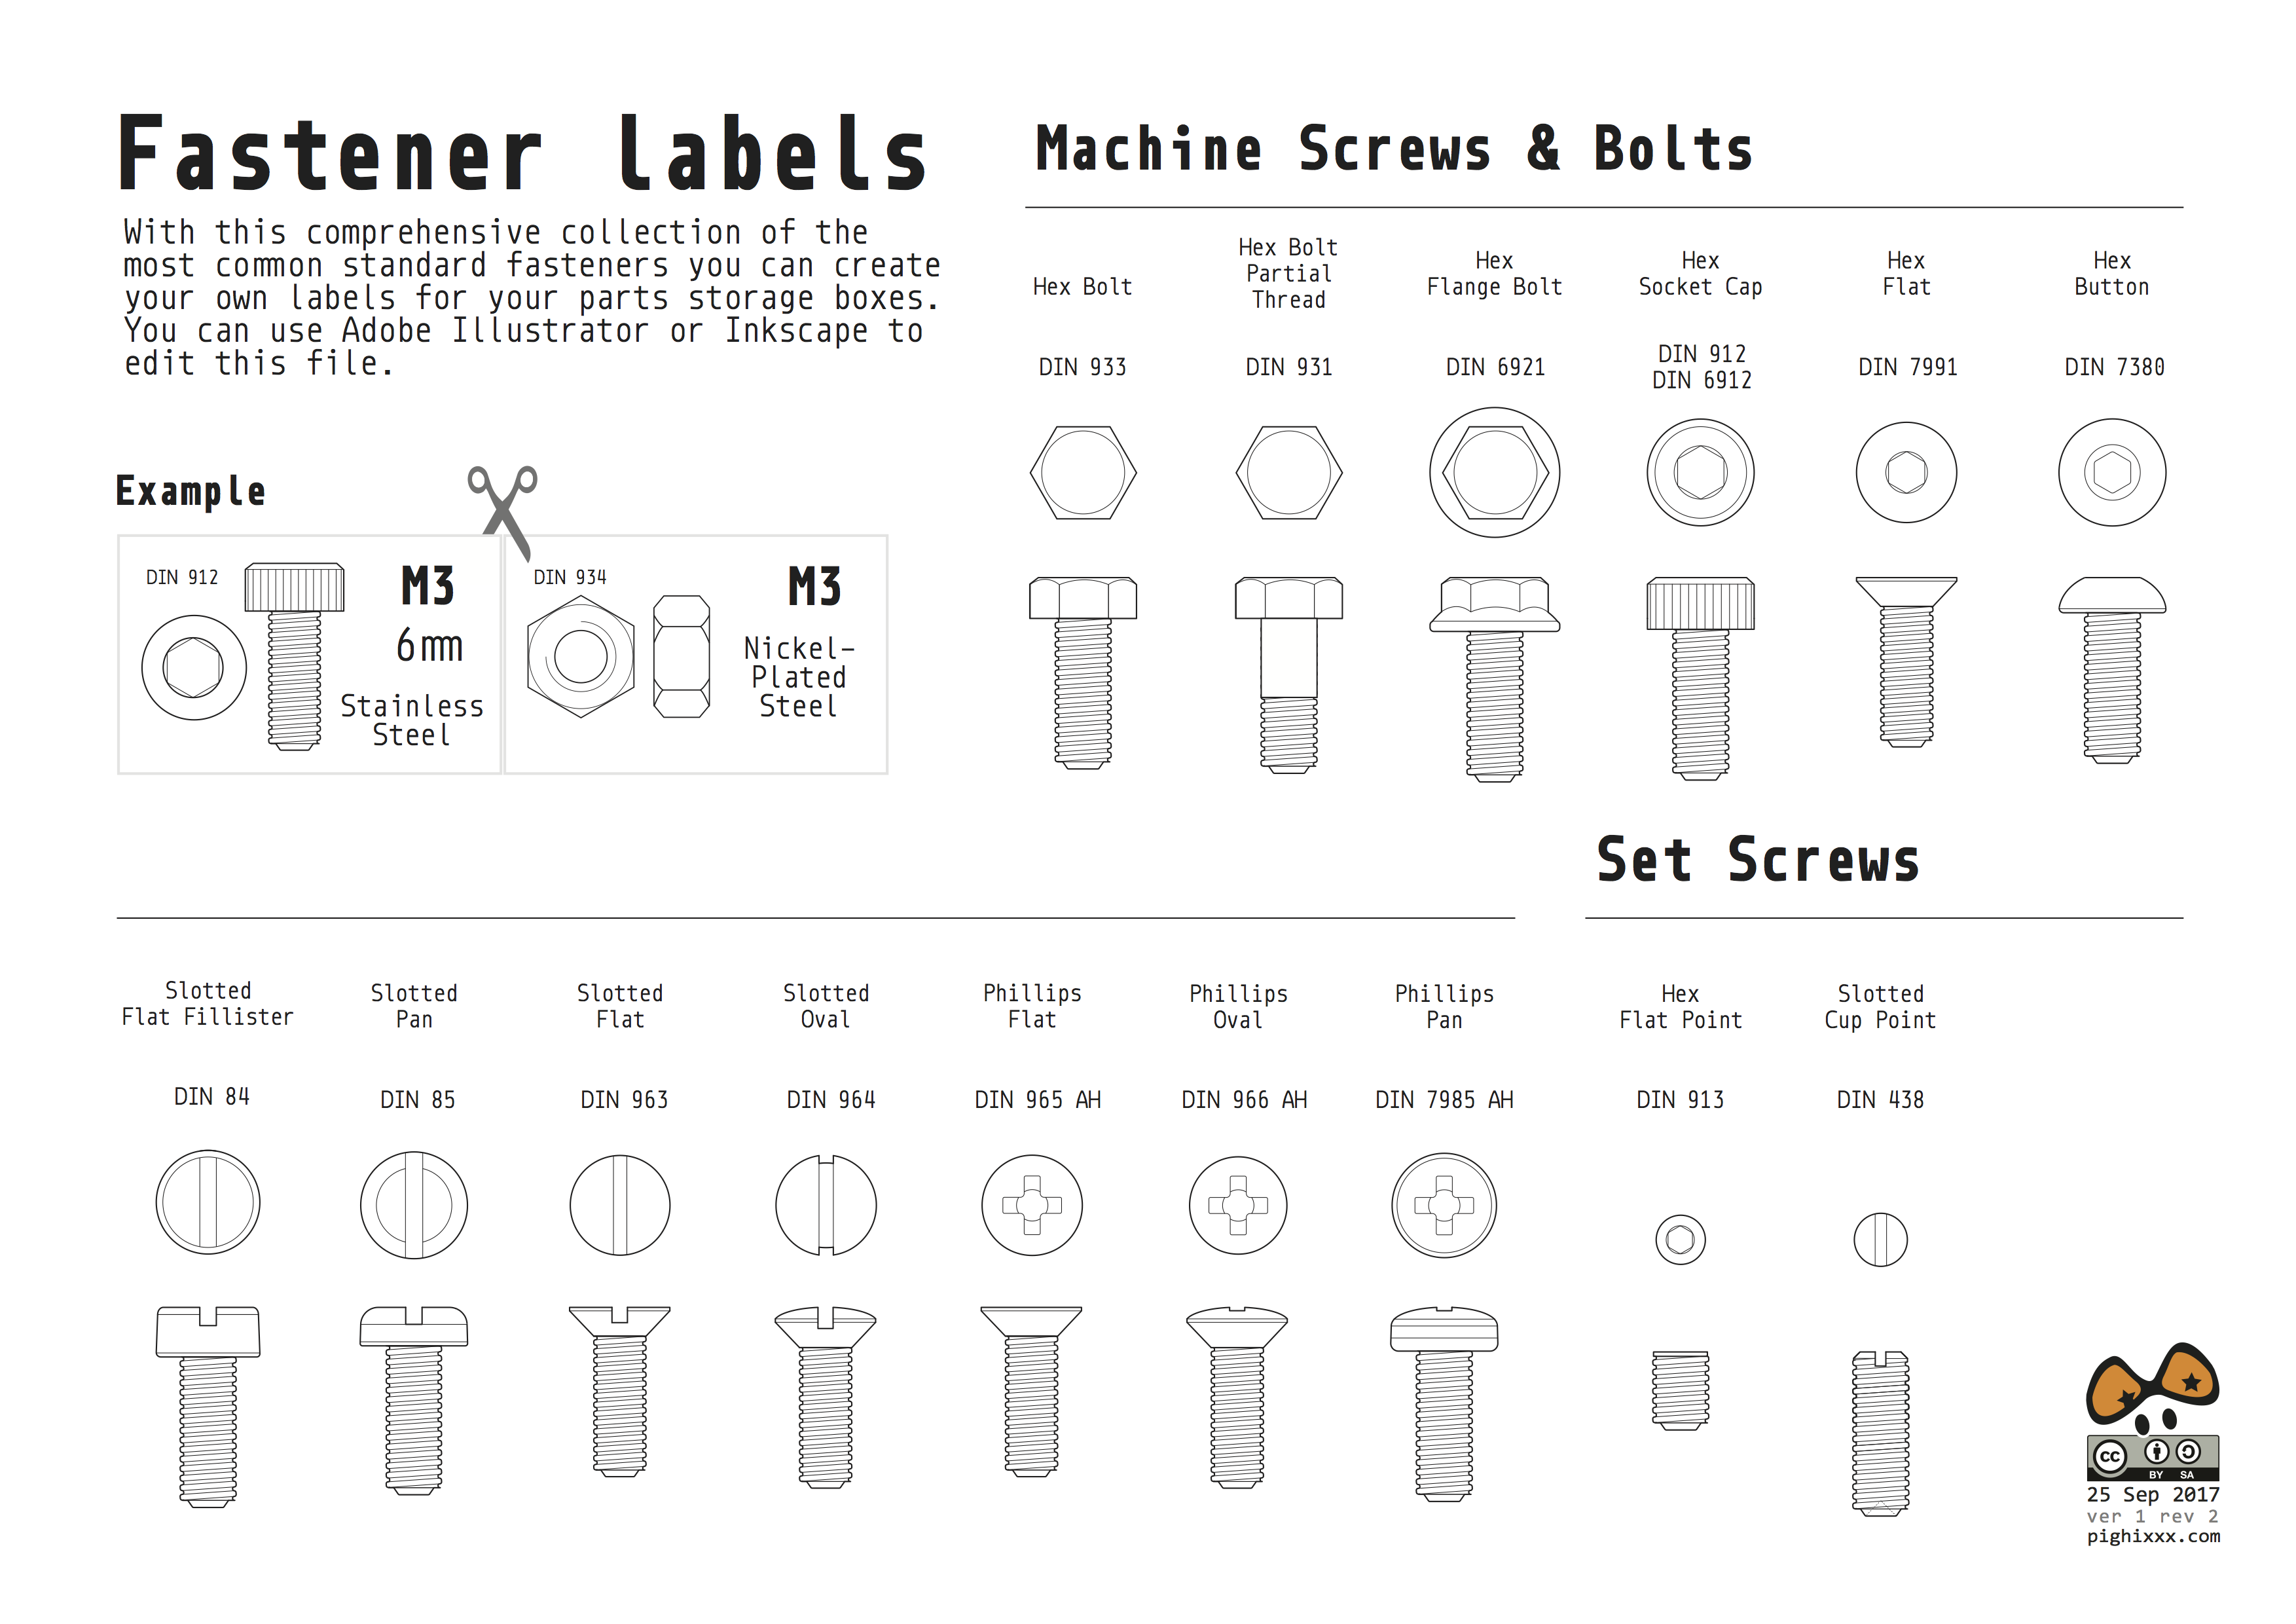 Fastener labels
With this comprehensive collection of the
most common standard fasteners you can create
your own labels for your parts storage boxes.
You can use Adobe Illustrator or Inkscape to
edit this file.
Example
DIN 912
M3
6mm
Stainless
Steel
DIN 934
M3
Nickel-
Plated
Steel
Machine Screws & Bolts
Hex Bolt
DIN 933
Hex Bolt
Partial
Thread
DIN 931
Hex
Flange Bolt
DIN 6921
Hex
Socket Cap
DIN 912
DIN 6912
Hex
Flat
DIN 7991
Hex
Button
DIN 7380
Slotted
Flat Fillister
DIN 84
Slotted
Pan
DIN 85
Slotted
Flat
DIN 963
Slotted
Oval
DIN 964
Phillips
Flat
DIN 965 AH
Phillips
Oval
DIN 966 AH
Phillips
Pan
DIN 7985 AH
Set Screws
Hex
Flat Point
DIN 913
Slotted
Cup Point
DIN 438
cc
BY SA
25 Sep 2017
ver 1 rev 2
pighixxx.com